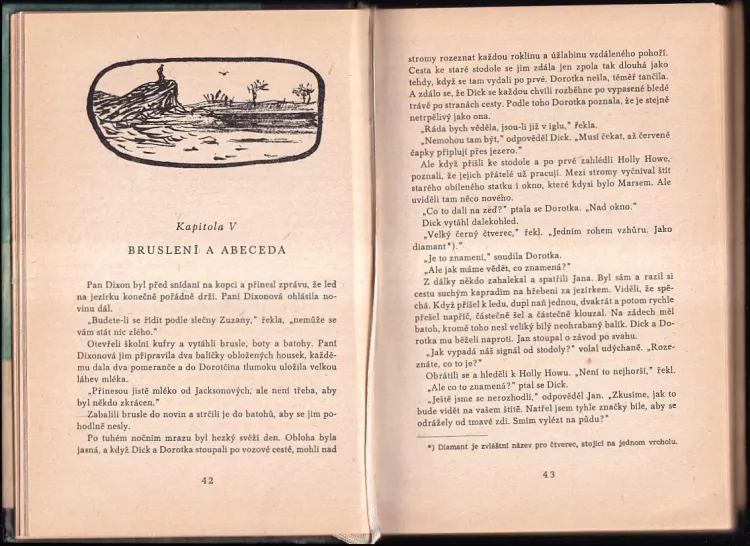 Kapitola V
BRUSLENÍ A ABECEDA
Pan Dixon byl před snídaní na kopci a přinesl zprávu, že led
na jezírku konečně pořádně drží. Paní Dixonová ohlásila no-
vinu dál.
„Budete-li se řídit podle slečny Zuzany,“ řekla, „nemůže se
vám stát nic zlého.“
Otevřeli školní kufry a vytáhli brusle, boty a batohy. Paní
Dixonová jim připravila dva balíčky obložených housek, každé-
mu dala dva pomeranče a do Dorotčina tlumoku uložila velkou
láhev mléka.
„Přinesou jistě mléko od Jacksonových; ale není třeba, aby
byl někdo zkrácen.“
Zabalili brusle do novin a strčili je do batohů, aby se jim po-
hodlně nesly.
Po tuhém nočním mrazu byl hezký svěží den. Obloha byla
jasná, a když Dick a Dorotka stoupali po vozové cestě, mohli nad
42
stromy rozeznat každou roklinu a úžlabinu vzdáleného pohoří.
Cesta ke staré stodole se jim zdála jen zpola tak dlouhá jako
tehdy, když se tam vydali po prvé. Dorotka nešla, téměř tančila.
A zdálo se, že Dick se každou chvíli rozběhne po vypasené bledé
trávě po stranách cesty. Podle toho Dorotka poznala, že je stejně
netrpělivý jako ona.
„Ráda bych věděla, jsou-li již v iglu,“ řekla.
„Nemohou tam být,“ odpověděl Dick. „Musí čekat, až červené
čapky připlují přes jezero.“
Ale když přišli ke stodole a po prvé zahlédli Holly Howe,
poznali, že jejich přátelé už pracují. Mezi stromy vyčníval štít
starého obíleného statku i okno, které kdysi bylo Marsem. Ale
uviděli tam něco nového.
„Co to dali na zeď?“ ptala se Dorotka. „Nad okno.“
Dick vytáhl dalekohled.
„Velký černý čtverec,“ řekl. „Jedním rohem vzhůru. Jako
diamant*).“
„Je to znamení,“ soudila Dorotka.
„Ale jak máme vědět, co znamená?“
Z dálky někdo zahalekal a spatřili Jana. Byl sám a razil si
cestu suchým kapradím na hřebeni za jezírkem. Viděli, že spě-
chá. Když přišel k ledu, dupl naň jednou, dvakrát a potom rychle
přešel napříč, částečně šel a částečně klouzal. Na zádech měl
batoh, kromě toho nesl veliký bílý neohrabaný balík. Dick a Do-
rotka mu běželi naproti. Jan stoupal o závod po svahu.
„Jak vypadá náš signál od stodoly?“ volal udýchaně. „Roze-
znáte, co to je?“
Obrátili se a hleděli k Holly Howu. „Není to nejhorší,“ řekl.
„Ale co to znamená?“ ptal se Dick.
„Ještě jsme se nerozhodli,“ odpověděl Jan. „Zkusíme, jak to
bude vidět na vašem štítě. Natřel jsem tyhle značky bíle, aby se
odrážely od tmavé zdi. Smím vylézt na půdu?“
*) Diamant je zvláštní název pro čtverec, stojící na jednom vrcholu.
43